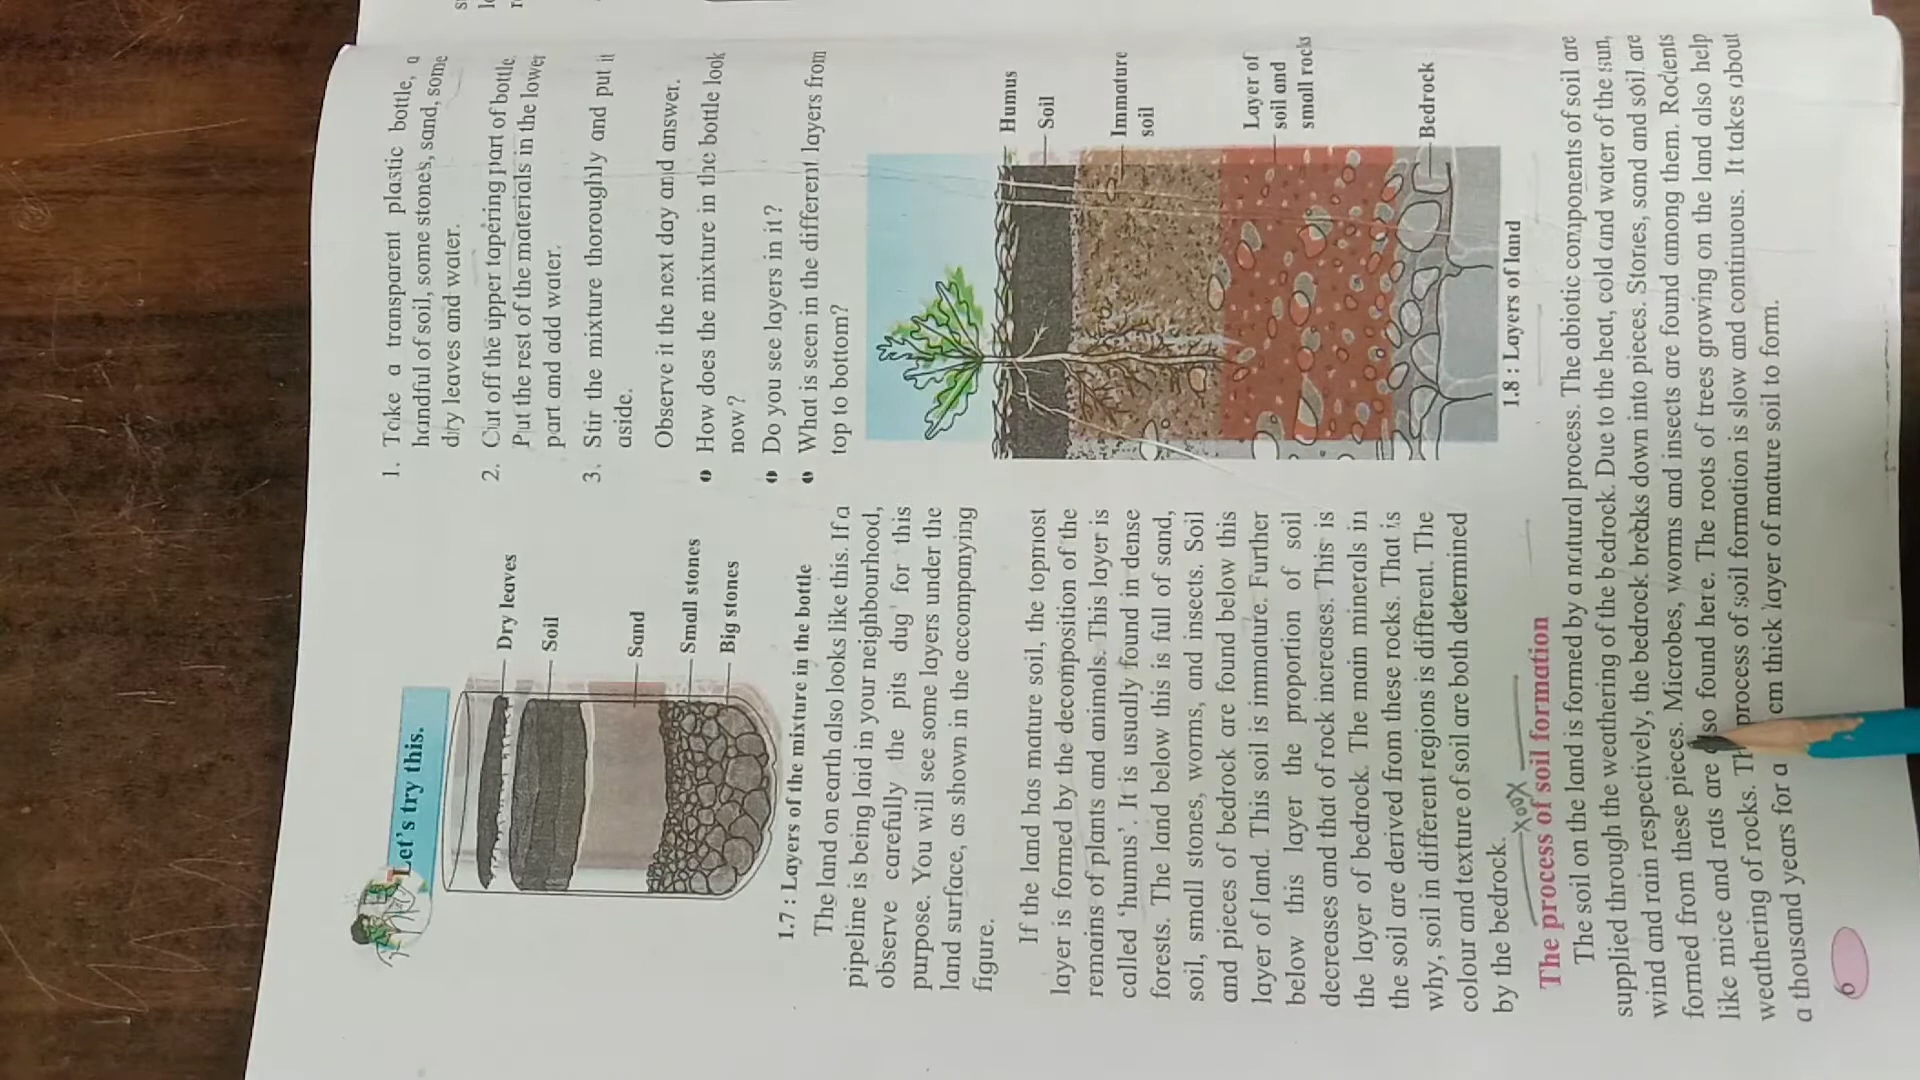 Let's try this.
Dry leaves
Soil
Sand
Small stones
Big stones
1.7 : Layers of the mixture in the bottle
1. Take a transparent plastic bottle, a
handful of soil, some stones, sand, some
dry leaves and water.
2. Cut off the upper tapering part of bottle.
Put the rest of the materials in the lower
part and add water.
3. Stir the mixture thoroughly and put it
aside.
Observe it the next day and answer.
How does the mixture in the bottle look
now?
Do you see layers in it?
What is seen in the different layers from
top to bottom?
The land on earth also looks like this. If a
pipeline is being laid in your neighbourhood,
observe carefully the pits dug for this
purpose. You will see some layers under the
land surface, as shown in the accompanying
figure.
If the land has mature soil, the topmost
layer is formed by the decomposition of the
remains of plants and animals. This layer is
called 'humus'. It is usually found in dense
forests. The land below this is full of sand,
soil, small stones, worms, and insects. Soil
and pieces of bedrock are found below this
layer of land. This soil is immature. Further
below this layer the proportion of soil
decreases and that of rock increases. This is
the layer of bedrock. The main minerals in
the soil are derived from these rocks. That is
why, soil in different regions is different. The
colour and texture of soil are both determined
by the bedrock.
Humus
Soil
Immature
soil
Layer of
soil and
small rocks
Bedrock
1.8 : Layers of land
The process of soil formation
The soil on the land is formed by a natural process. The abiotic components of soil are
supplied through the weathering of the bedrock. Due to the heat, cold and water of the sun,
wind and rain respectively, the bedrock breaks down into pieces. Stones, sand and soil are
formed from these pieces. Microbes, worms and insects are found among them. Rodents
like mice and rats are so found here. The roots of trees growing on the land also help
weathering of rocks. process of soil formation is slow and continuous. It takes about
a thousand years for a cm thick layer of mature soil to form.
6